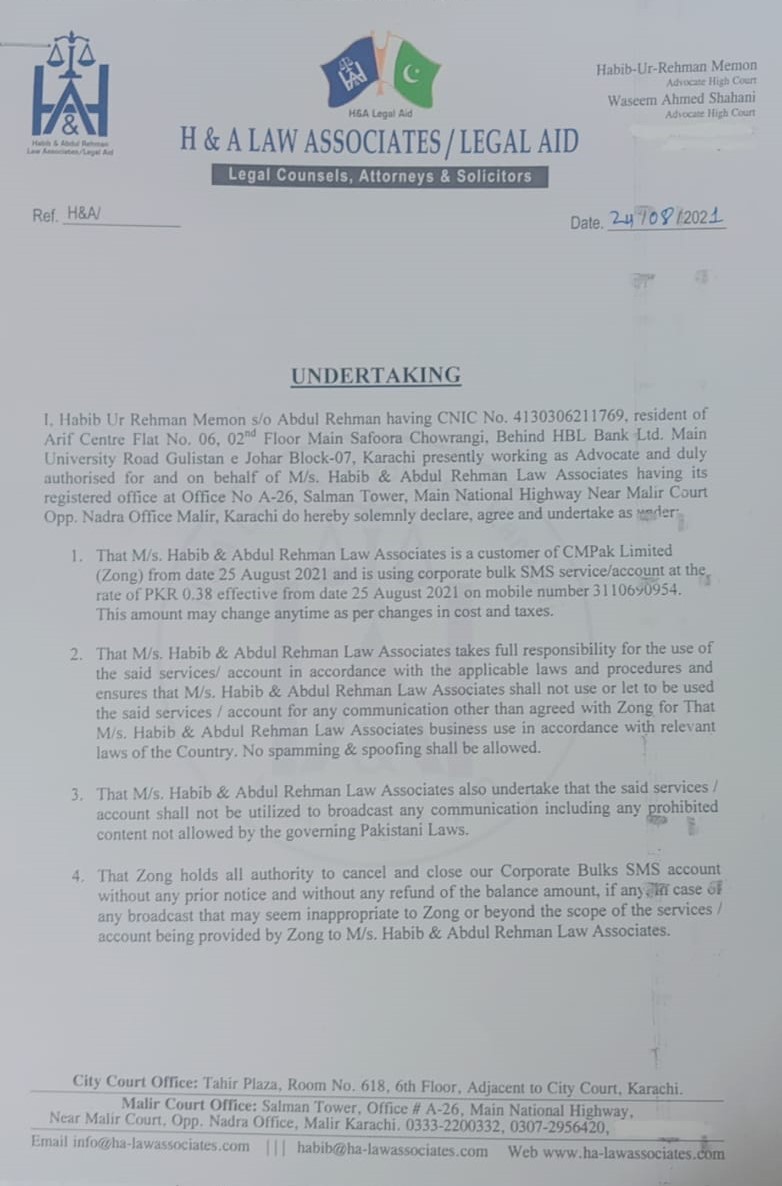 H&A
Habib & Abdul Rehman
Law Associates/Legal Aid
H&A
H&A Legal Aid
H & A LAW ASSOCIATES / LEGAL AID
Legal Counsels, Attorneys & Solicitors
Habib-Ur-Rehman Memon
Advocate High Court
Waseem Ahmed Shahani
Advocate High Court
Ref. H&A/
Date. 24/08/2021
UNDERTAKING
I, Habib Ur Rehman Memon s/o Abdul Rehman having CNIC No. 4130306211769, resident of
Arif Centre Flat No. 06, 02nd Floor Main Safoora Chowrangi, Behind HBL Bank Ltd. Main
University Road Gulistan e Johar Block-07, Karachi presently working as Advocate and duly
authorised for and on behalf of M/s. Habib & Abdul Rehman Law Associates having its
registered office at Office No A-26, Salman Tower, Main National Highway Near Malir Court
Opp. Nadra Office Malir, Karachi do hereby solemnly declare, agree and undertake as under:
1. That M/s. Habib & Abdul Rehman Law Associates is a customer of CMPak Limited
(Zong) from date 25 August 2021 and is using corporate bulk SMS service/account at the
rate of PKR 0.38 effective from date 25 August 2021 on mobile number 3110690954.
This amount may change anytime as per changes in cost and taxes.
2. That M/s. Habib & Abdul Rehman Law Associates takes full responsibility for the use of
the said services/ account in accordance with the applicable laws and procedures and
ensures that M/s. Habib & Abdul Rehman Law Associates shall not use or let to be used
the said services / account for any communication other than agreed with Zong for That
M/s. Habib & Abdul Rehman Law Associates business use in accordance with relevant
laws of the Country. No spamming & spoofing shall be allowed.
3. That M/s. Habib & Abdul Rehman Law Associates also undertake that the said services /
account shall not be utilized to broadcast any communication including any prohibited
content not allowed by the governing Pakistani Laws.
4. That Zong holds all authority to cancel and close our Corporate Bulks SMS account
without any prior notice and without any refund of the balance amount, if any in case of
any broadcast that may seem inappropriate to Zong or beyond the scope of the services /
account being provided by Zong to M/s. Habib & Abdul Rehman Law Associates.
City Court Office: Tahir Plaza, Room No. 618, 6th Floor, Adjacent to City Court, Karachi.
Malir Court Office: Salman Tower, Office # A-26, Main National Highway,
Near Malir Court, Opp. Nadra Office, Malir Karachi. 0333-2200332, 0307-2956420,
Email info@ha-lawassociates.com ||| habib@ha-lawassociates.com Web www.ha-lawassociates.com